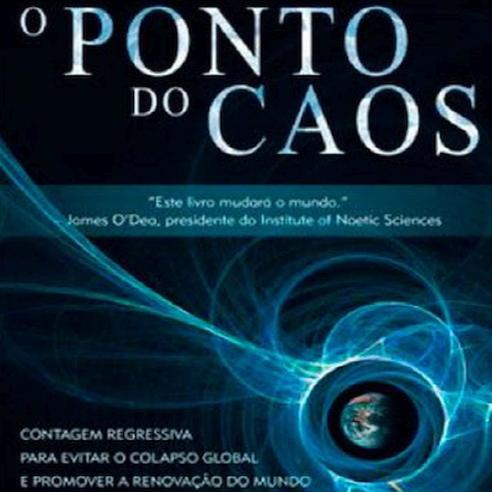 O PONTO
DO CAOS
"Este livro mudará o mundo."
– James O'Dea, presidente do Institute of Noetic Sciences
CONTAGEM REGRESSIVA
PARA EVITAR O COLAPSO GLOBAL
E PROMOVER A RENOVAÇÃO DO MUNDO